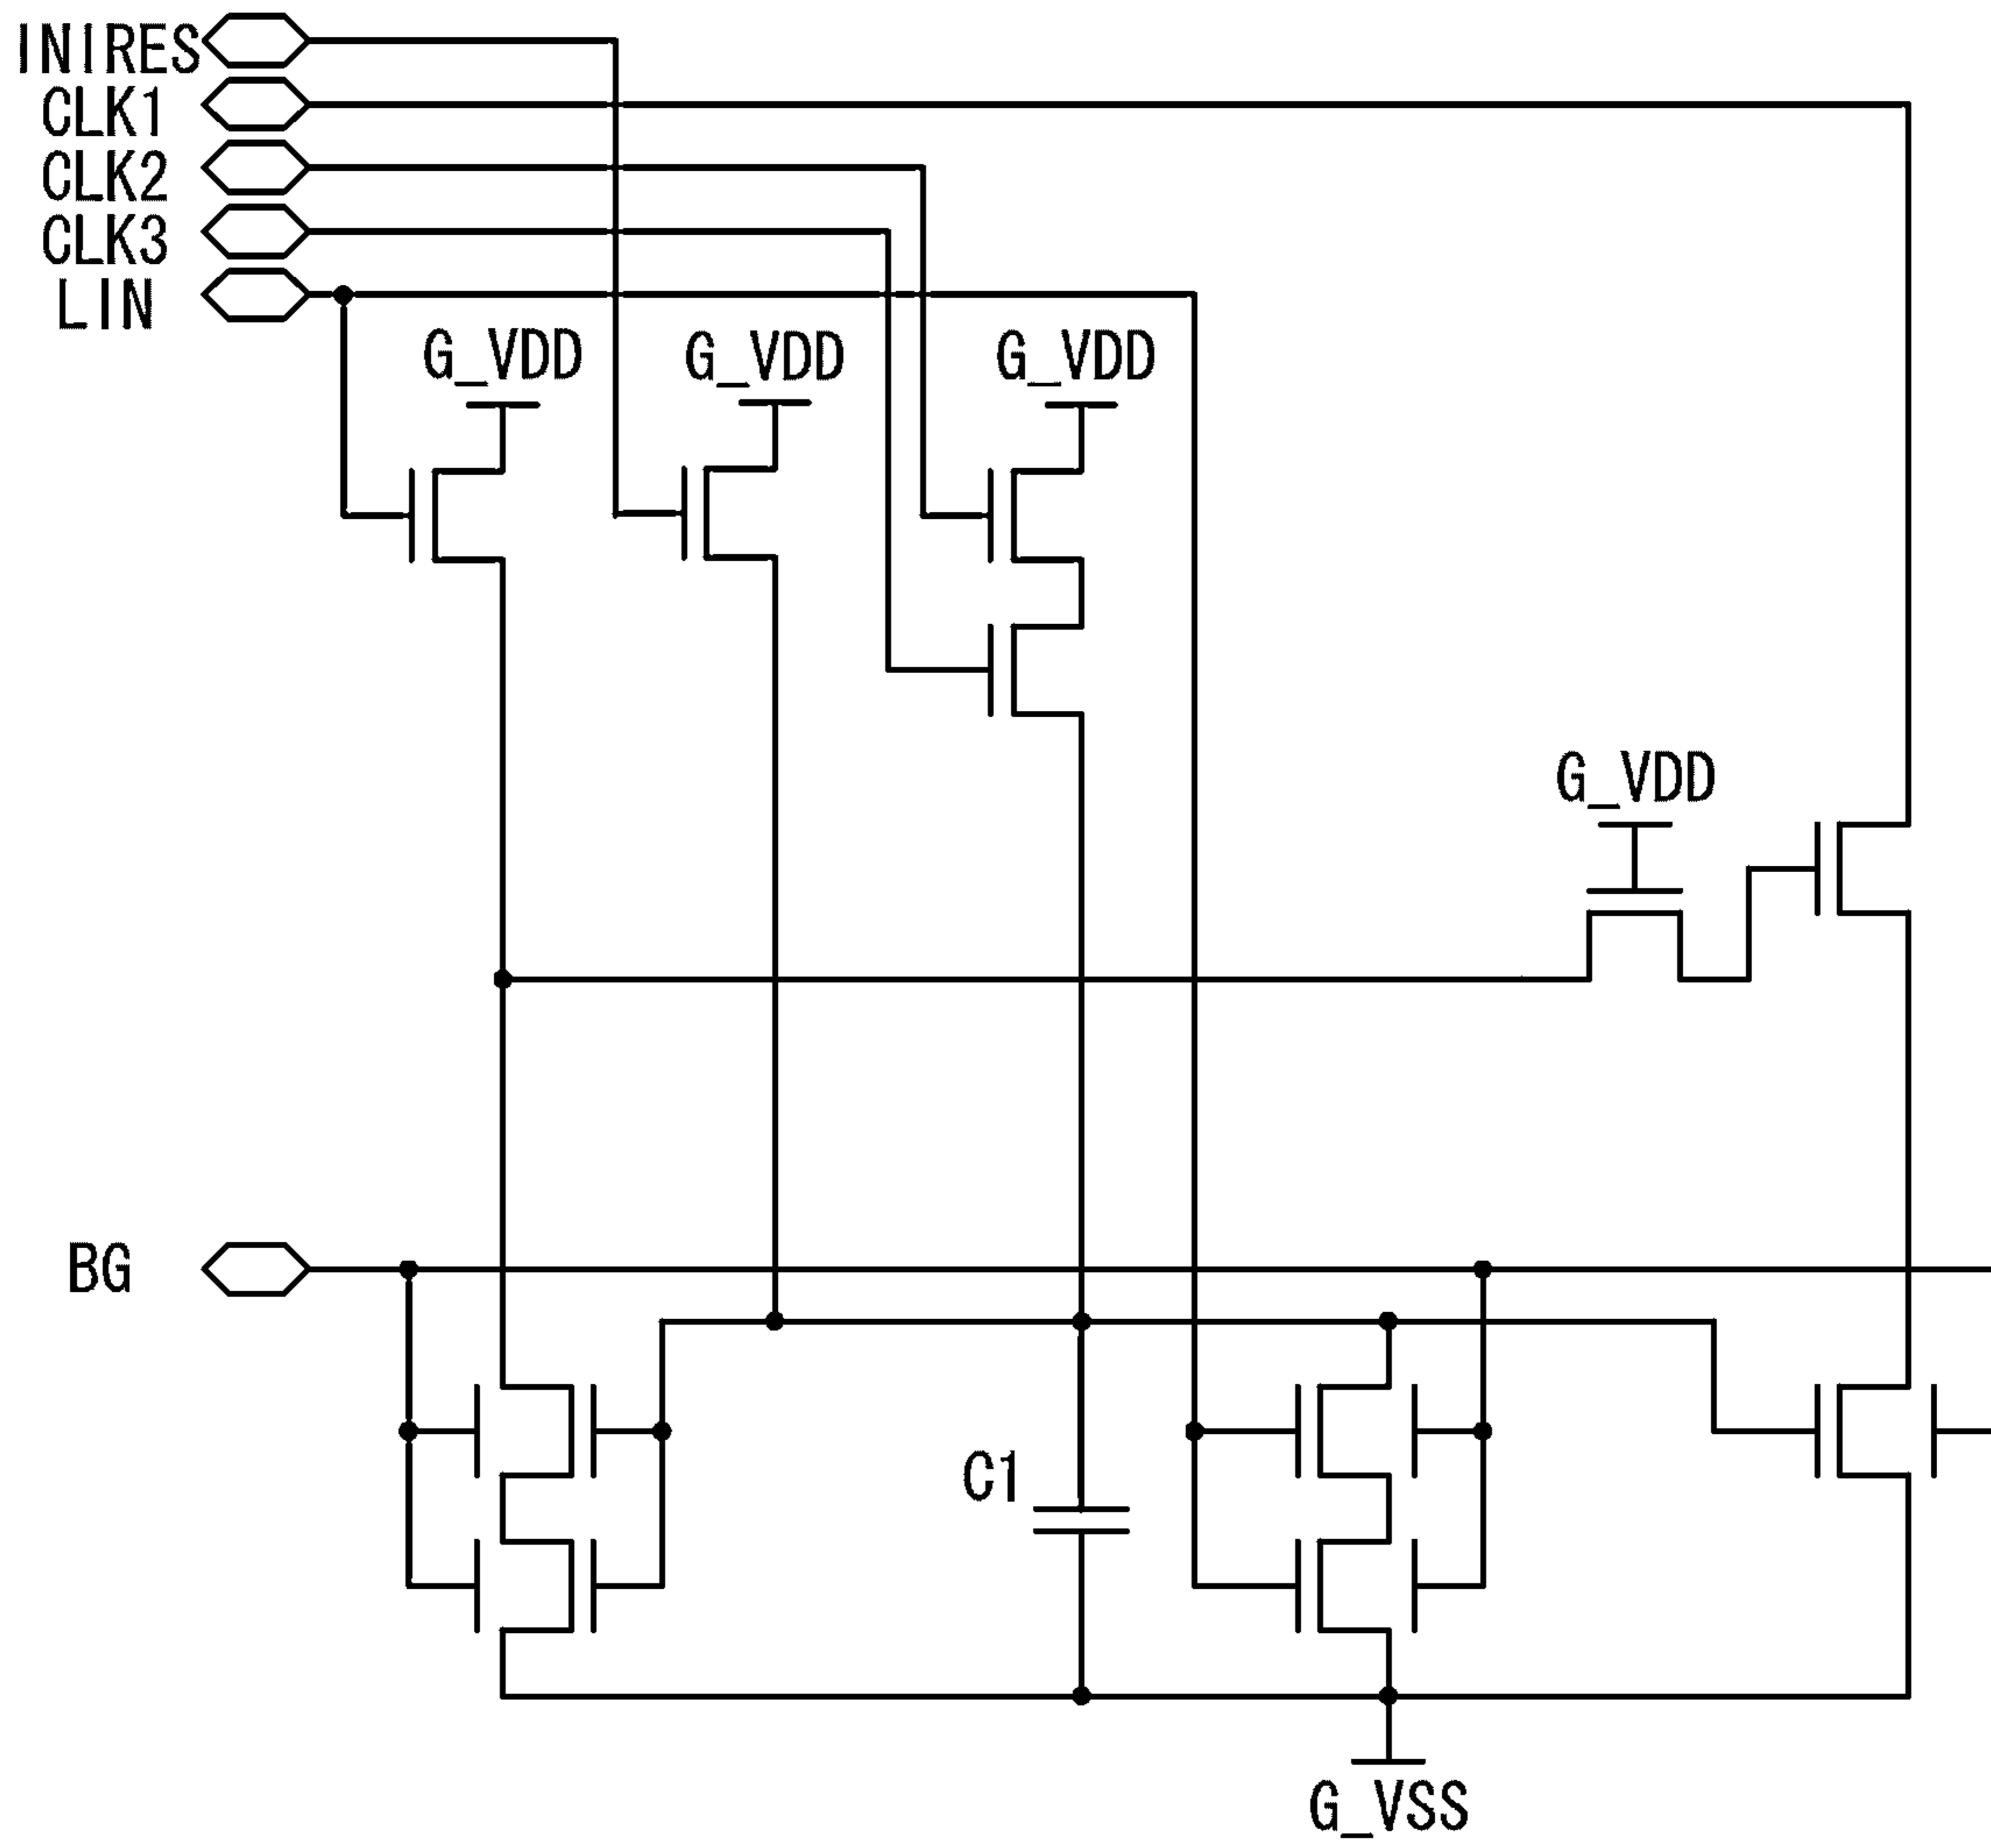 INIRES
CLK1
CLK2
CLK3
LIN
G_VDD
G_VDD
G_VDD
G_VDD
BG
C1
G_VSS